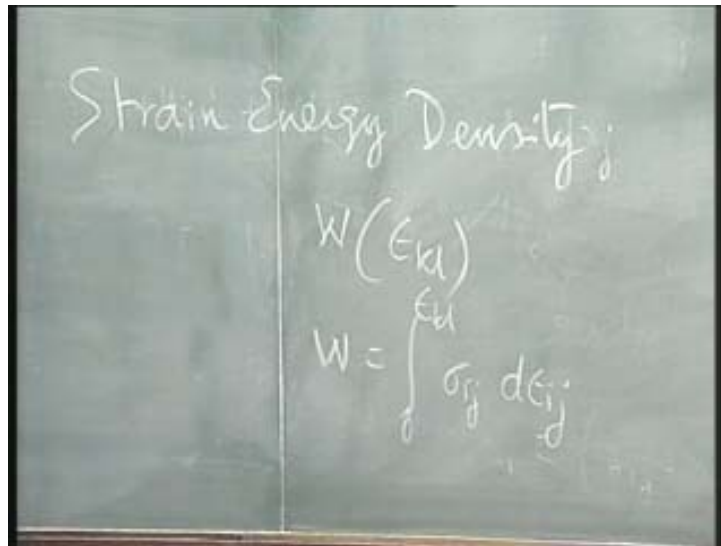 Strain Energy Density;
W(ϵkl)
W = ∫₀^ϵkl σij dϵij